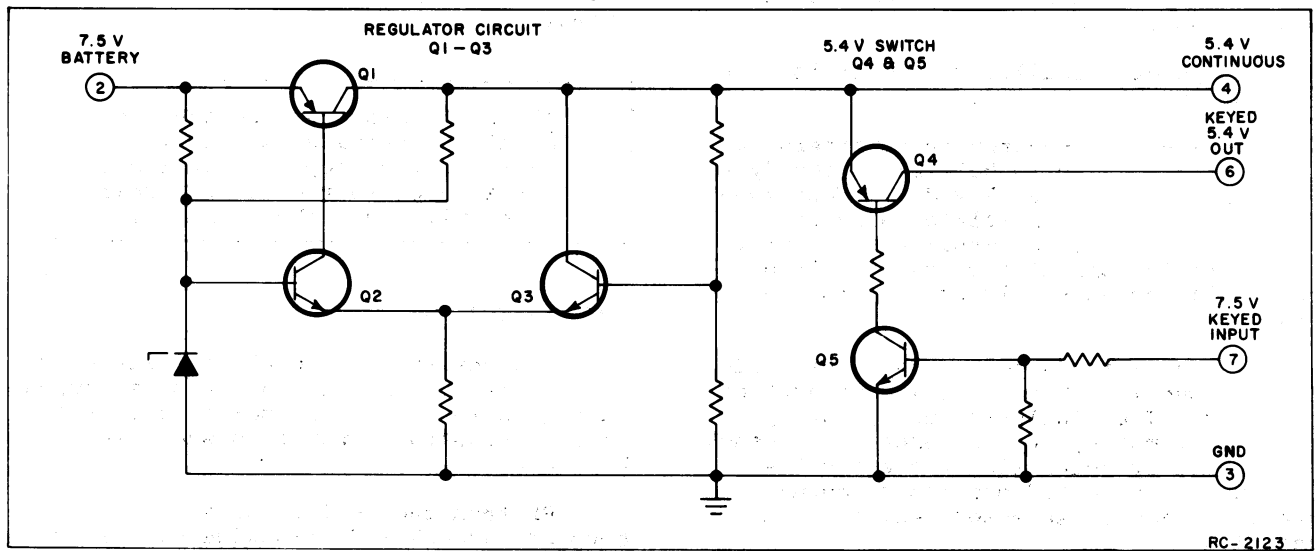 REGULATOR CIRCUIT
Q1-Q3
7.5 V
BATTERY
2
Q1
5.4 V SWITCH
Q4 & Q5
5.4 V
CONTINUOUS
4
KEYED
5.4 V
OUT
6
Q4
Q2
Q3
7.5 V
KEYED
INPUT
7
Q5
GND
3
RC-2123